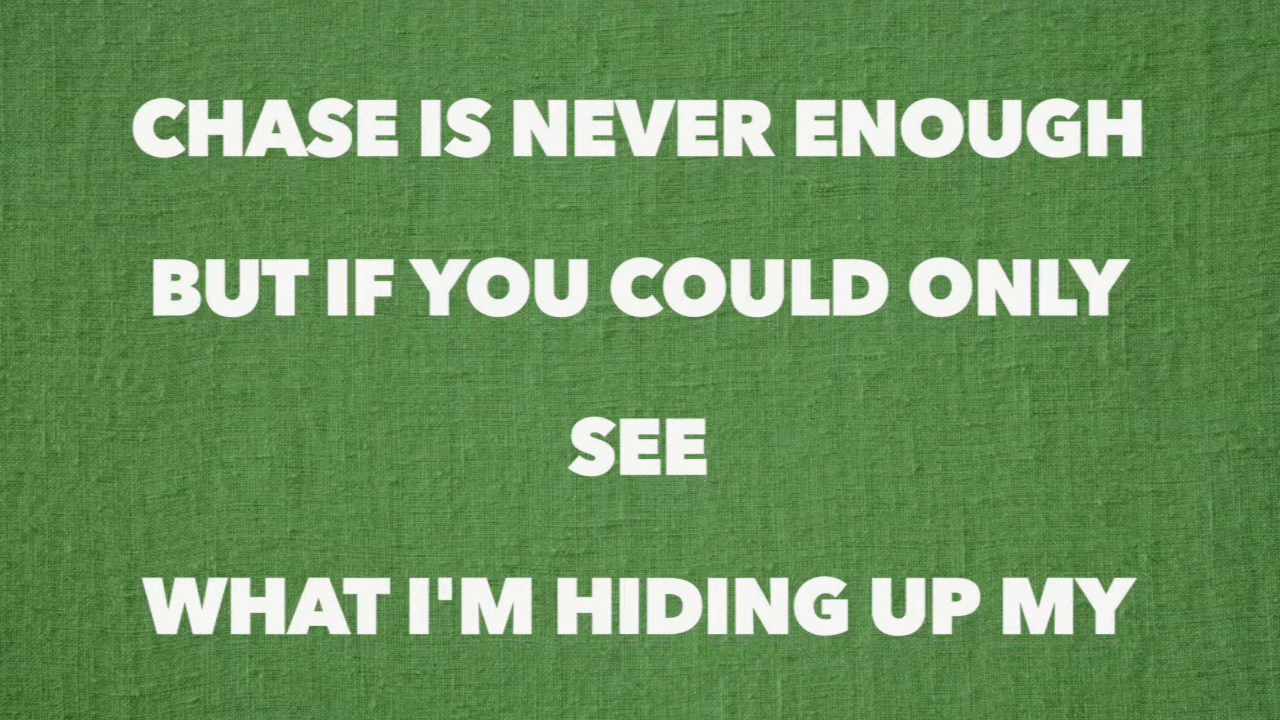 CHASE IS NEVER ENOUGH
BUT IF YOU COULD ONLY
SEE
WHAT I'M HIDING UP MY